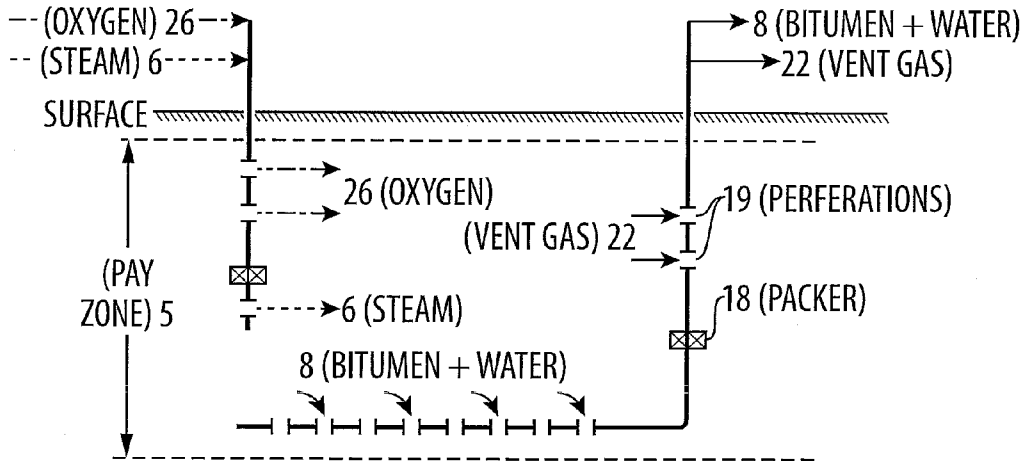 (OXYGEN) 26
8 (BITUMEN + WATER)
(STEAM) 6
22 (VENT GAS)
SURFACE
26 (OXYGEN)
19 (PERFERATIONS)
(VENT GAS) 22
(PAY
ZONE) 5
6 (STEAM)
18 (PACKER)
8 (BITUMEN + WATER)